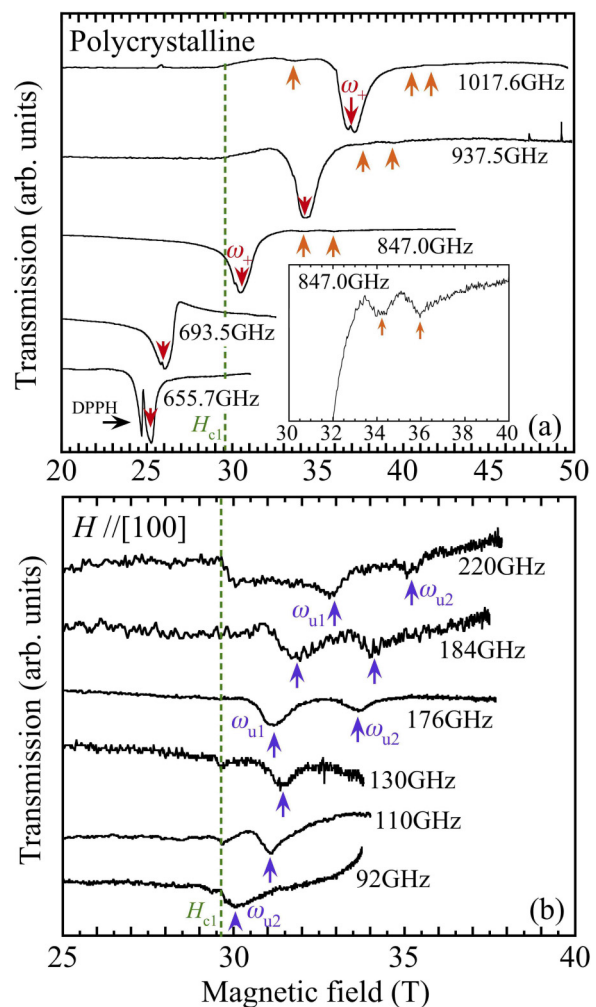 Polycrystalline
1017.6GHz
ω+
937.5GHz
ω+
847.0GHz
847.0GHz
693.5GHz
DPPH
655.7GHz
Hc1
30 32 34 36 38 40
(a)
Transmission (arb. units)
20 25 30 35 40 45 50
H //[100]
220GHz
ωu1
ωu2
184GHz
ωu1
ωu2
176GHz
130GHz
110GHz
92GHz
Hc1
ωu2
(b)
Transmission (arb. units)
25 30 35 40
Magnetic field (T)